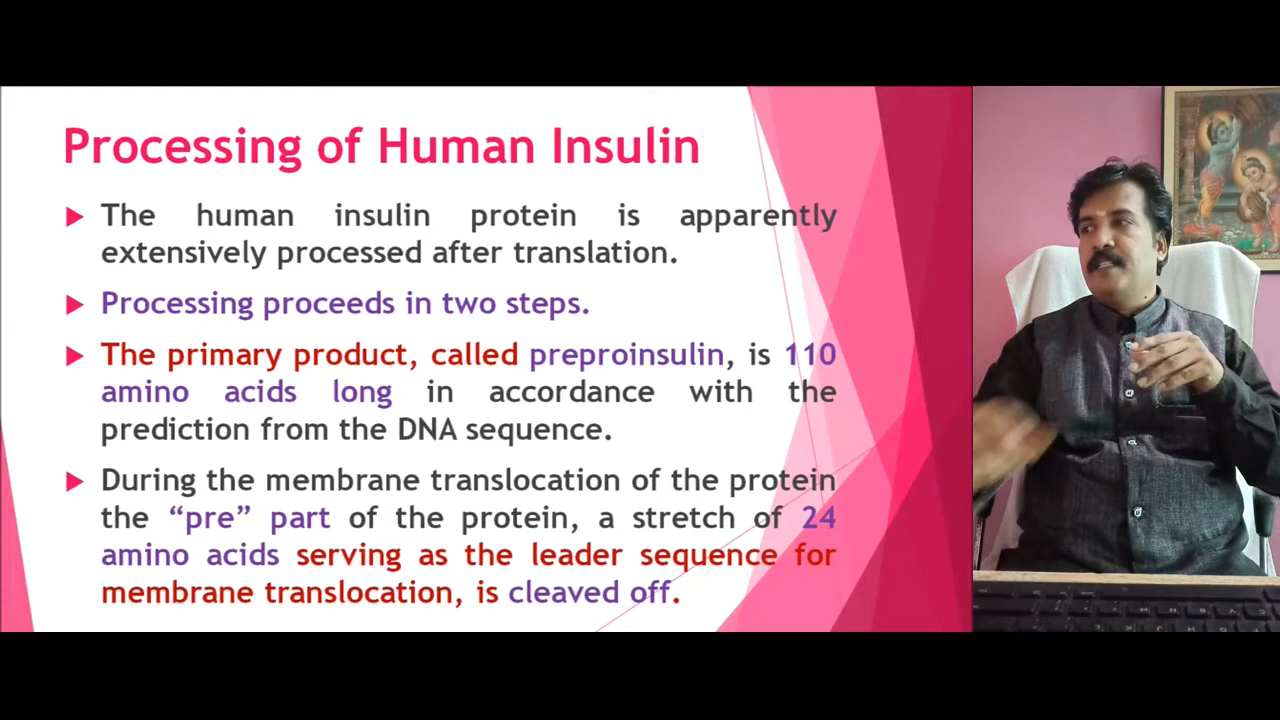 Processing of Human Insulin
The human insulin protein is apparently
extensively processed after translation.
Processing proceeds in two steps.
The primary product, called preproinsulin, is 110
amino acids long in accordance with the
prediction from the DNA sequence.
During the membrane translocation of the protein
the “pre” part of the protein, a stretch of 24
amino acids serving as the leader sequence for
membrane translocation, is cleaved off.